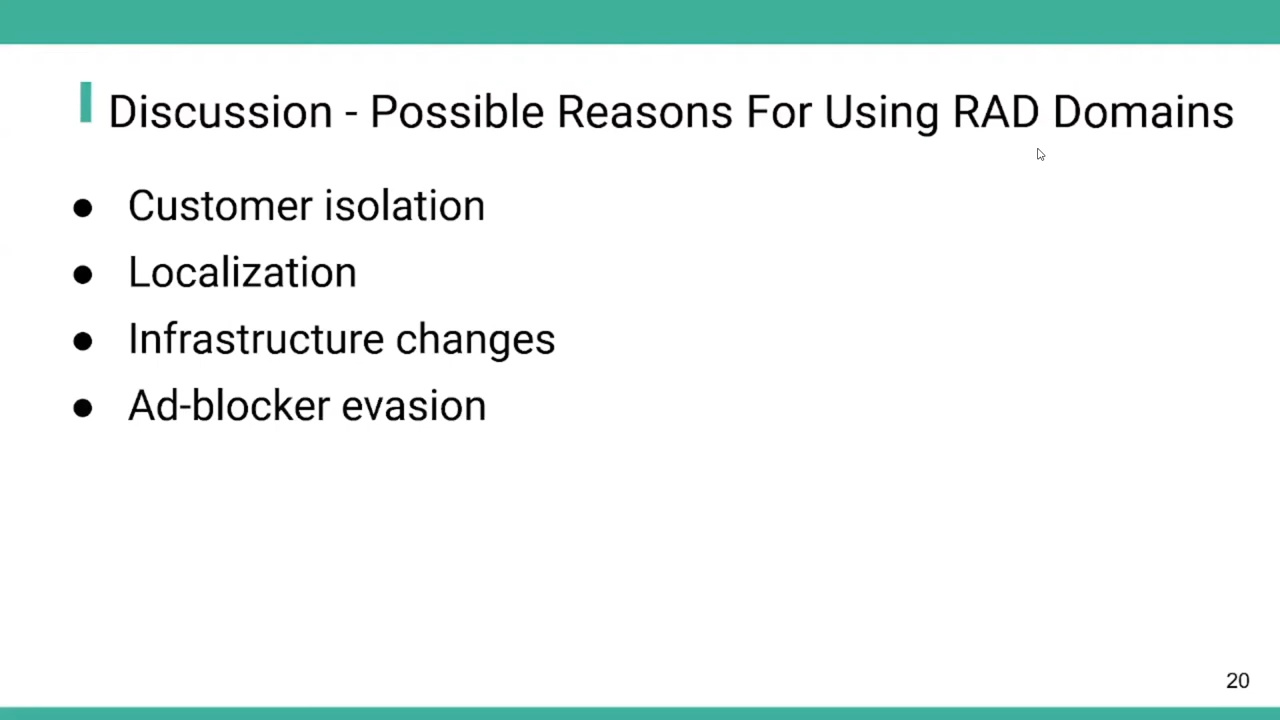 Discussion - Possible Reasons For Using RAD Domains
● Customer isolation
● Localization
● Infrastructure changes
● Ad-blocker evasion
20